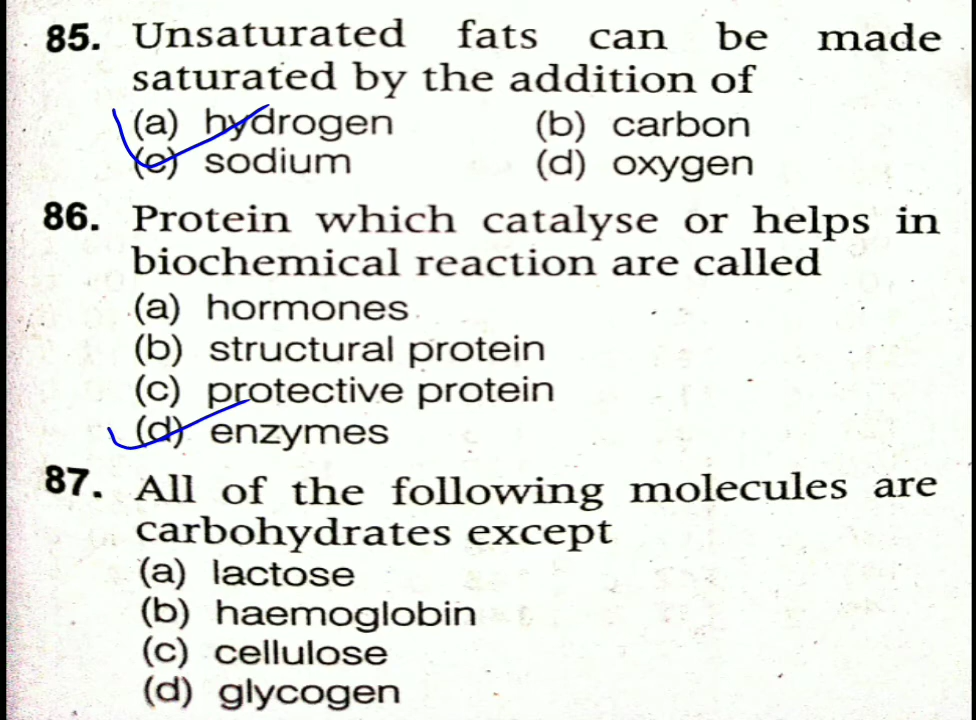 85. Unsaturated fats can be made
saturated by the addition of
(a) hydrogen (b) carbon
(c) sodium (d) oxygen
86. Protein which catalyse or helps in
biochemical reaction are called
(a) hormones
(b) structural protein
(c) protective protein
(d) enzymes
87. All of the following molecules are
carbohydrates except
(a) lactose
(b) haemoglobin
(c) cellulose
(d) glycogen